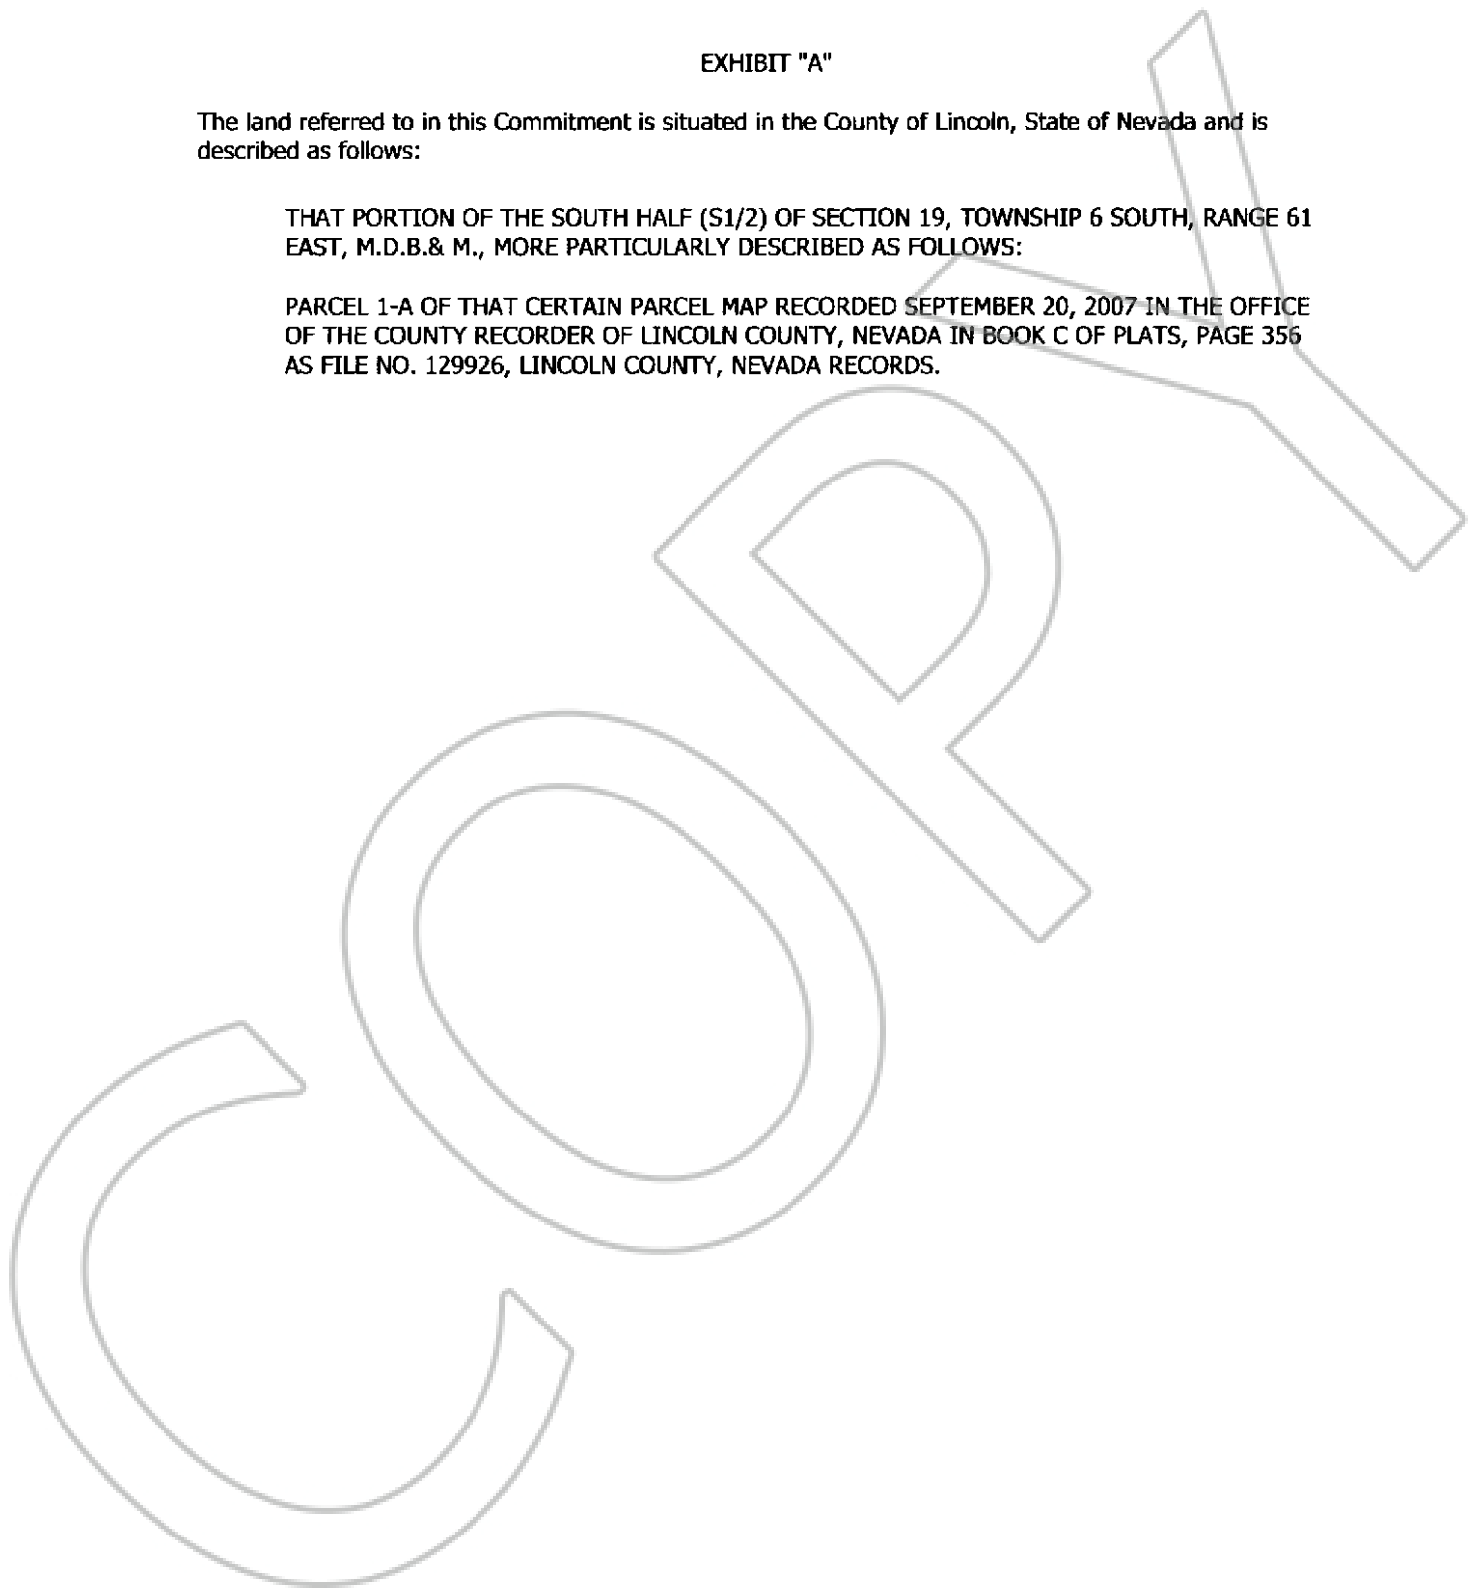 EXHIBIT "A"
The land referred to in this Commitment is situated in the County of Lincoln, State of Nevada and is
described as follows:
THAT PORTION OF THE SOUTH HALF (S1/2) OF SECTION 19, TOWNSHIP 6 SOUTH, RANGE 61
EAST, M.D.B.& M., MORE PARTICULARLY DESCRIBED AS FOLLOWS:
PARCEL 1-A OF THAT CERTAIN PARCEL MAP RECORDED SEPTEMBER 20, 2007 IN THE OFFICE
OF THE COUNTY RECORDER OF LINCOLN COUNTY, NEVADA IN BOOK C OF PLATS, PAGE 356
AS FILE NO. 129926, LINCOLN COUNTY, NEVADA RECORDS.
COPY